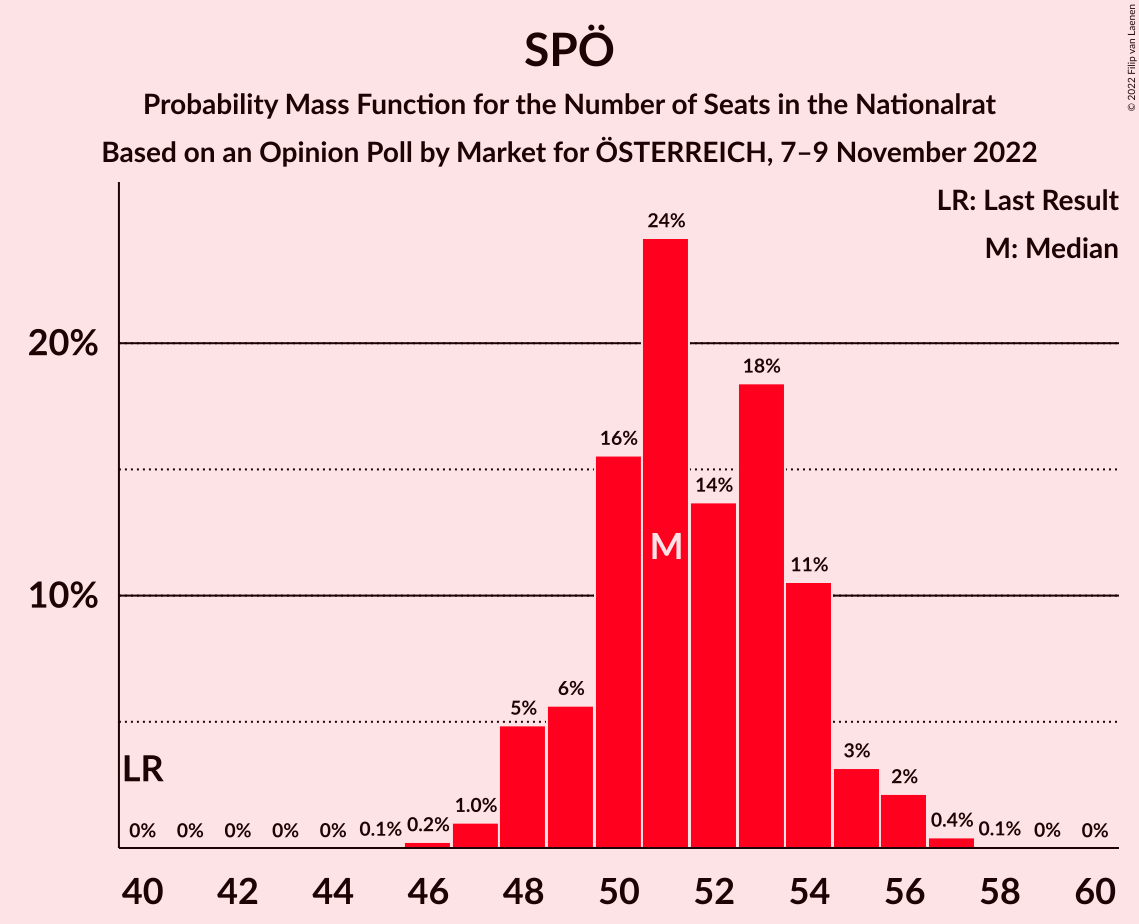 SPÖ
Probability Mass Function for the Number of Seats in the Nationalrat
Based on an Opinion Poll by Market for ÖSTERREICH, 7–9 November 2022
© 2022 Filip van Laenen
LR: Last Result
M: Median
20%
10%
24%
18%
16%
14%
M
11%
6%
5%
3%
2%
LR
1.0%
0% 0% 0% 0% 0% 0.1% 0.2% 0.4% 0.1% 0% 0%
40 42 44 46 48 50 52 54 56 58 60